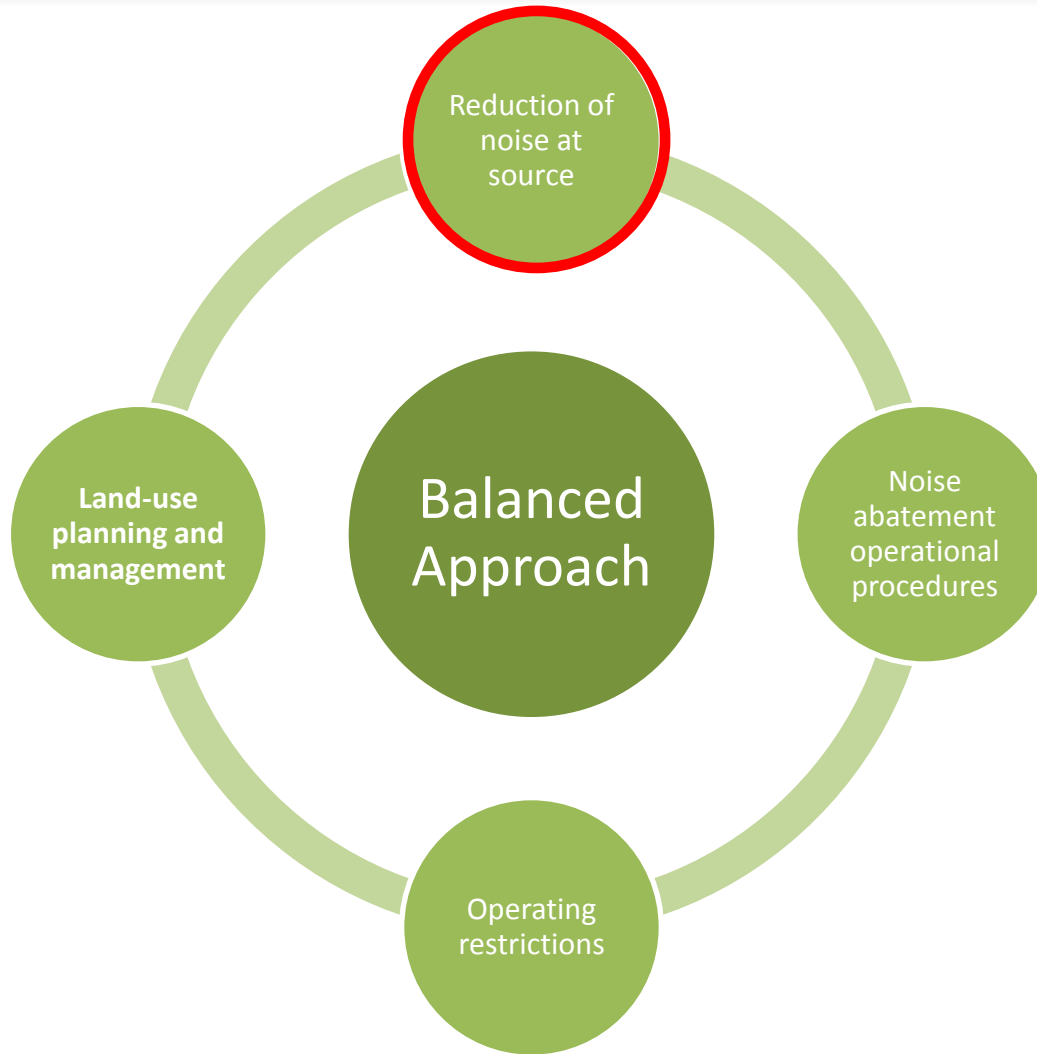 Reduction of
noise at
source
Land-use
planning and
management
Balanced
Approach
Noise
abatement
operational
procedures
Operating
restrictions